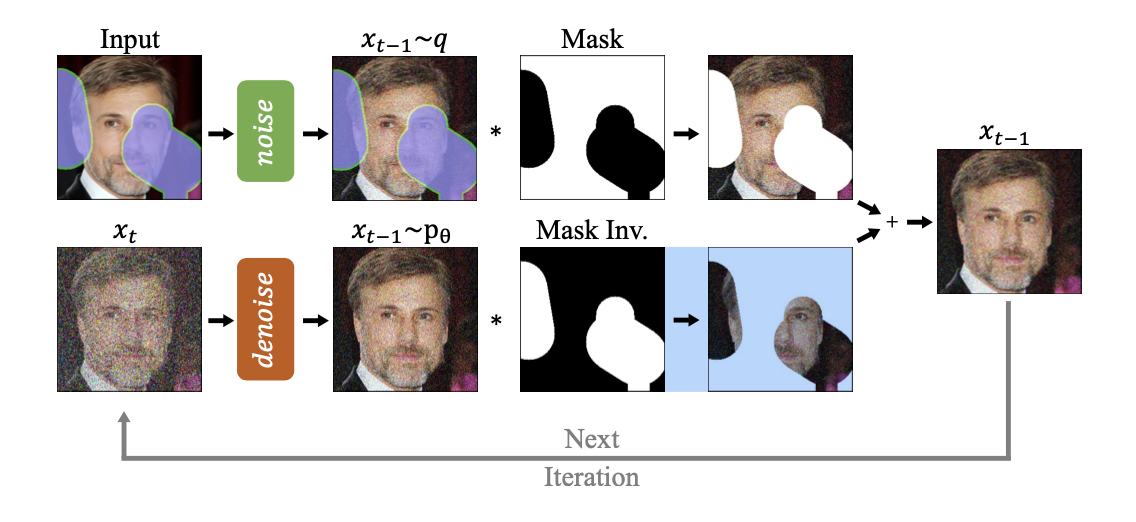 Input
x_{t−1}~q
Mask
noise
*
x_{t−1}
+
x_t
x_{t−1}~p_θ
Mask Inv.
denoise
*
Next
Iteration